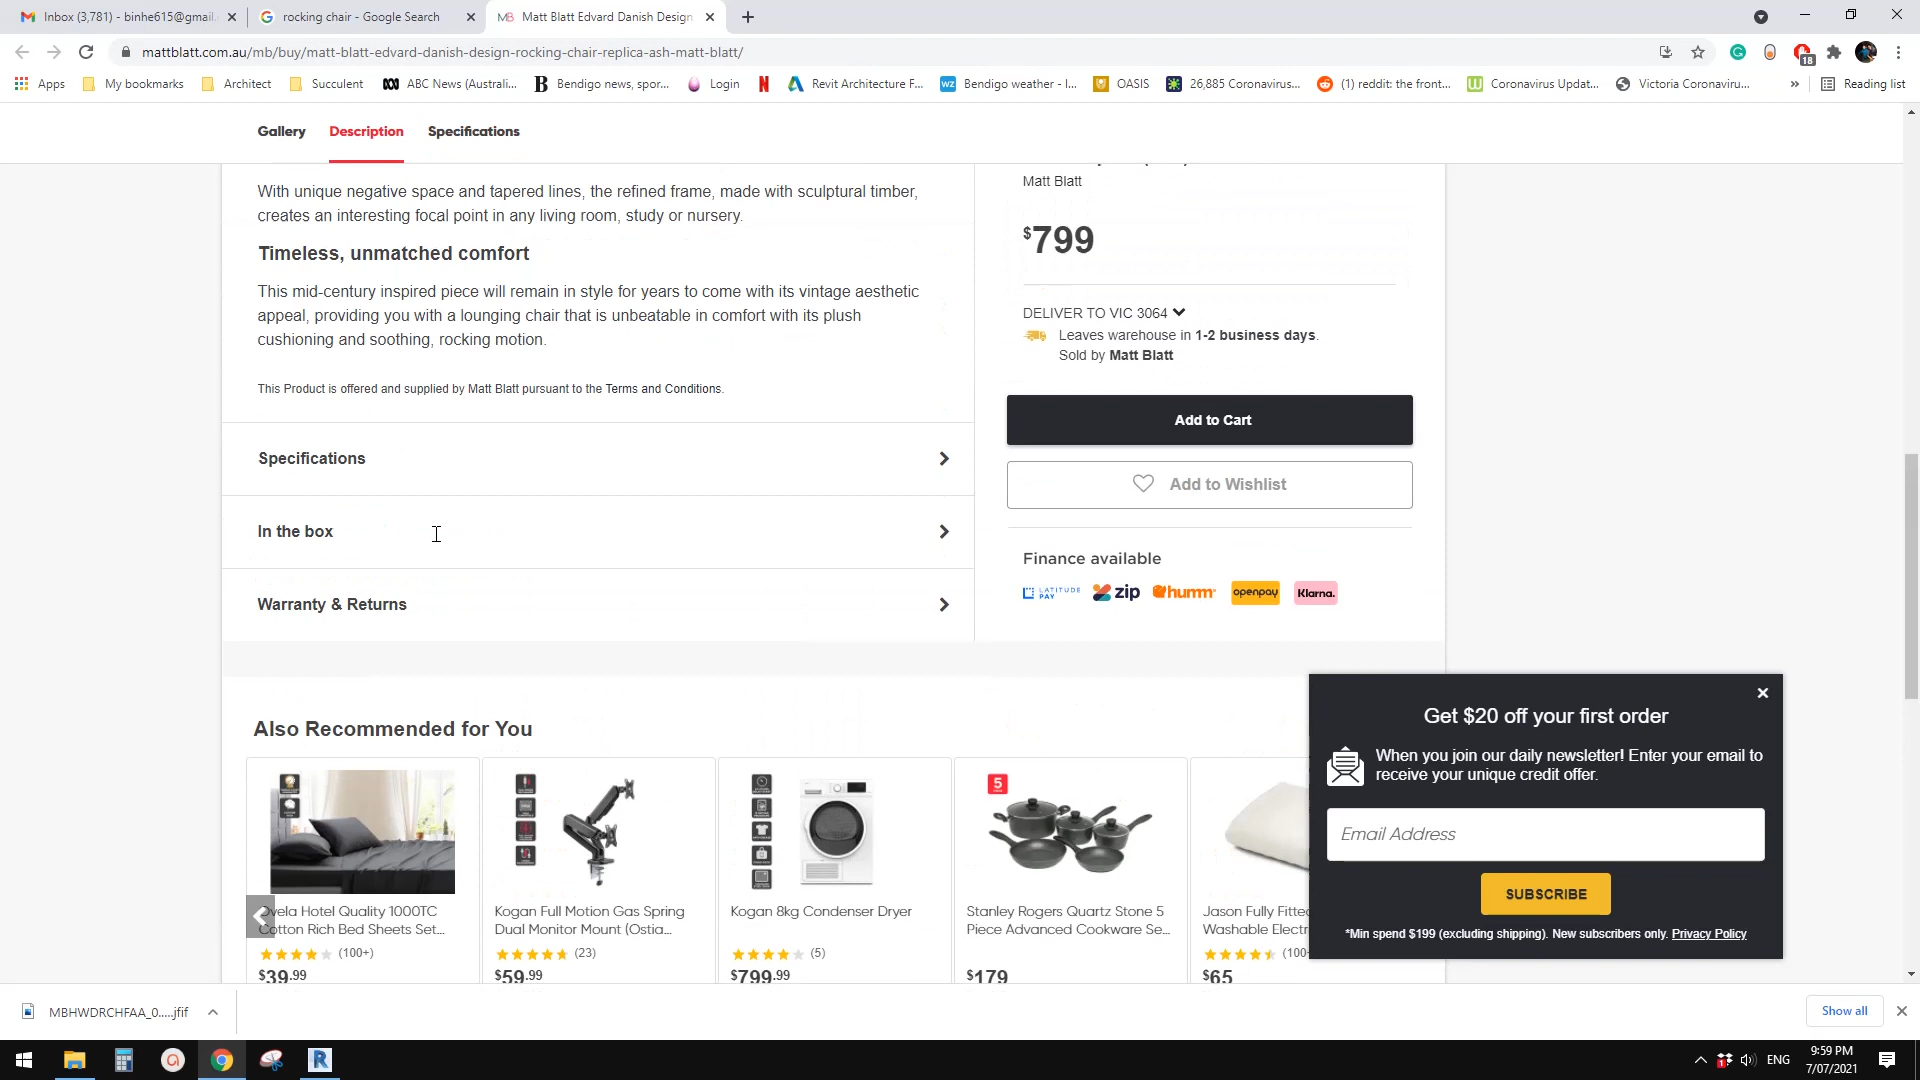 Inbox (3,781) - binhe615@gmail.
rocking chair - Google Search
MB Matt Blatt Edvard Danish Design
mattblatt.com.au/mb/buy/matt-blatt-edvard-danish-design-rocking-chair-replica-ash-matt-blatt/
18
Apps
My bookmarks
Architect
Succulent
ABC News (Australi...
B Bendigo news, spor...
Login
N
Revit Architecture F...
wz Bendigo weather - l...
OASIS
26,885 Coronavirus...
(1) reddit: the front...
Coronavirus Updat...
Victoria Coronaviru...
»
Reading list
Gallery
Description
Specifications
With unique negative space and tapered lines, the refined frame, made with sculptural timber,
creates an interesting focal point in any living room, study or nursery.
Timeless, unmatched comfort
This mid-century inspired piece will remain in style for years to come with its vintage aesthetic
appeal, providing you with a lounging chair that is unbeatable in comfort with its plush
cushioning and soothing, rocking motion.
This Product is offered and supplied by Matt Blatt pursuant to the Terms and Conditions.
Specifications
In the box
Warranty & Returns
Matt Blatt
$799
DELIVER TO VIC 3064
Leaves warehouse in 1-2 business days.
Sold by Matt Blatt
Add to Cart
Add to Wishlist
Finance available
LATITUDE PAY
zip
humm
openpay
Klarna.
Also Recommended for You
Ovela Hotel Quality 1000TC
Cotton Rich Bed Sheets Set...
(100+)
$39.99
Kogan Full Motion Gas Spring
Dual Monitor Mount (Ostia...
(23)
$59.99
Kogan 8kg Condenser Dryer
(5)
$799.99
5
Stanley Rogers Quartz Stone 5
Piece Advanced Cookware Se...
$179
Jason Fully Fitte
Washable Electr
(100
$65
Get $20 off your first order
When you join our daily newsletter! Enter your email to
receive your unique credit offer.
Email Address
SUBSCRIBE
*Min spend $199 (excluding shipping). New subscribers only. Privacy Policy
MBHWDRCHFAA_0.....jfif
Show all
R
ENG
9:59 PM
7/07/2021